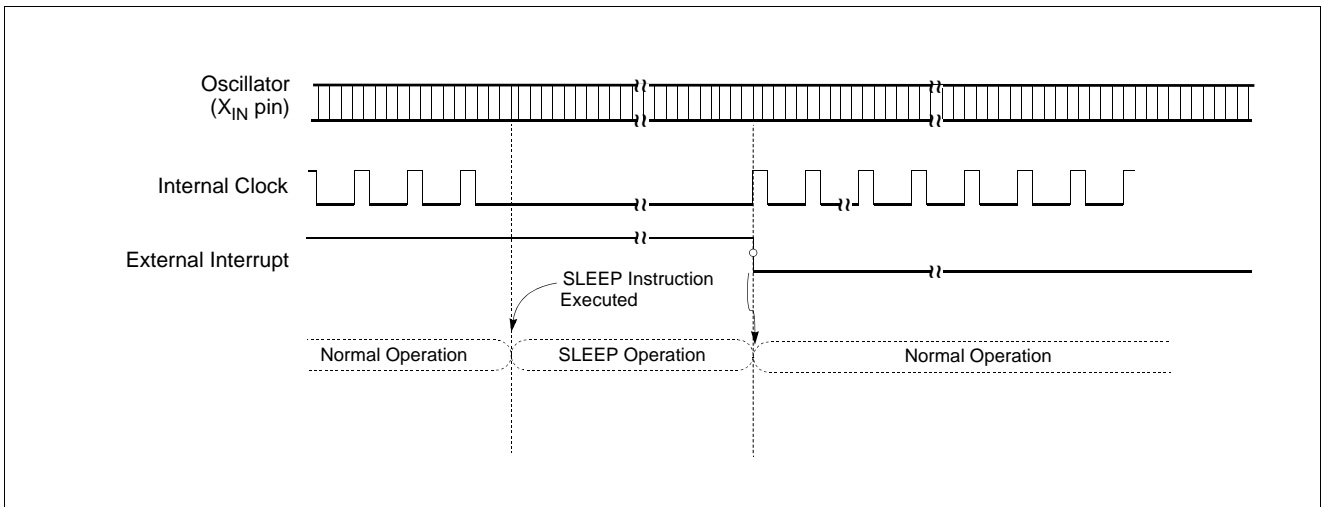 Oscillator
(XIN pin)
Internal Clock
External Interrupt
SLEEP Instruction
Executed
Normal Operation
SLEEP Operation
Normal Operation